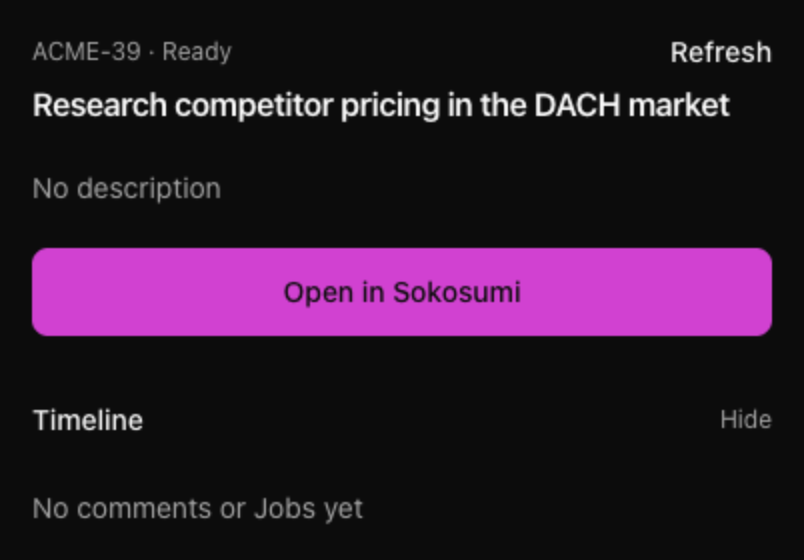 ACME-39 · Ready
Refresh
Research competitor pricing in the DACH market
No description
Open in Sokosumi
Timeline
Hide
No comments or Jobs yet